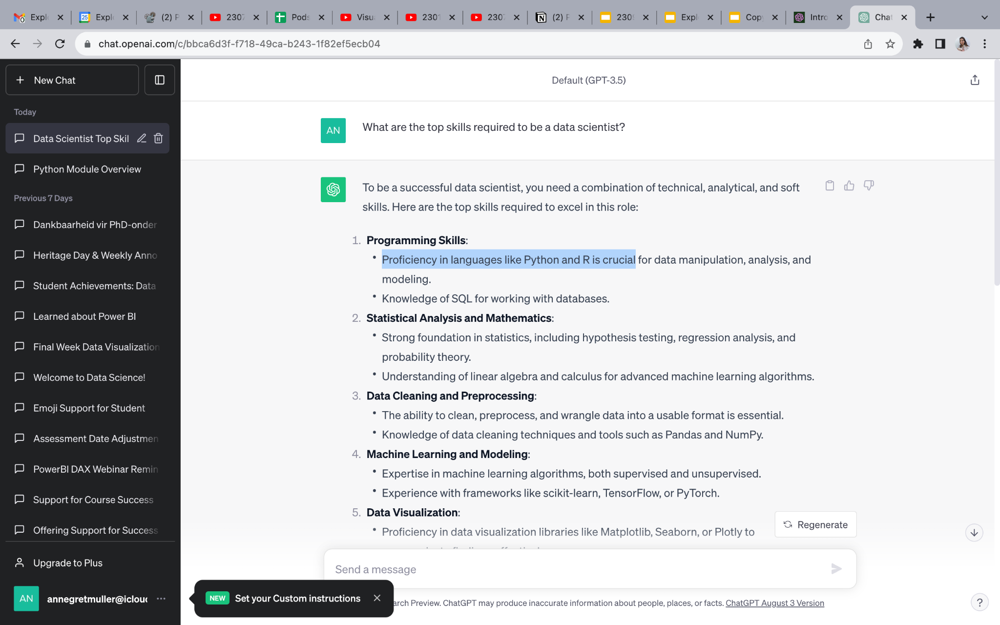 Expl
Expl
(2) P
2307
Pods
Visu
2301
2307
(2) F
2309
Expl
Copy
Intro
Chat
chat.openai.com/c/bbca6d3f-f718-49ca-b243-1f82ef5ecb04
New Chat
Default (GPT-3.5)
Today
Data Scientist Top Skil
Python Module Overview
Previous 7 Days
Dankbaarheid vir PhD-onder
Heritage Day & Weekly Anno
Student Achievements: Data
Learned about Power BI
Final Week Data Visualization
Welcome to Data Science!
Emoji Support for Student
Assessment Date Adjustmen
PowerBI DAX Webinar Remin
Support for Course Success
Offering Support for Success
Upgrade to Plus
AN
annegretmuller@iclou
AN
What are the top skills required to be a data scientist?
To be a successful data scientist, you need a combination of technical, analytical, and soft
skills. Here are the top skills required to excel in this role:
1. Programming Skills:
• Proficiency in languages like Python and R is crucial for data manipulation, analysis, and
modeling.
• Knowledge of SQL for working with databases.
2. Statistical Analysis and Mathematics:
• Strong foundation in statistics, including hypothesis testing, regression analysis, and
probability theory.
• Understanding of linear algebra and calculus for advanced machine learning algorithms.
3. Data Cleaning and Preprocessing:
• The ability to clean, preprocess, and wrangle data into a usable format is essential.
• Knowledge of data cleaning techniques and tools such as Pandas and NumPy.
4. Machine Learning and Modeling:
• Expertise in machine learning algorithms, both supervised and unsupervised.
• Experience with frameworks like scikit-learn, TensorFlow, or PyTorch.
5. Data Visualization:
• Proficiency in data visualization libraries like Matplotlib, Seaborn, or Plotly to
Regenerate
Send a message
NEW Set your Custom instructions
arch Preview. ChatGPT may produce inaccurate information about people, places, or facts. ChatGPT August 3 Version
?